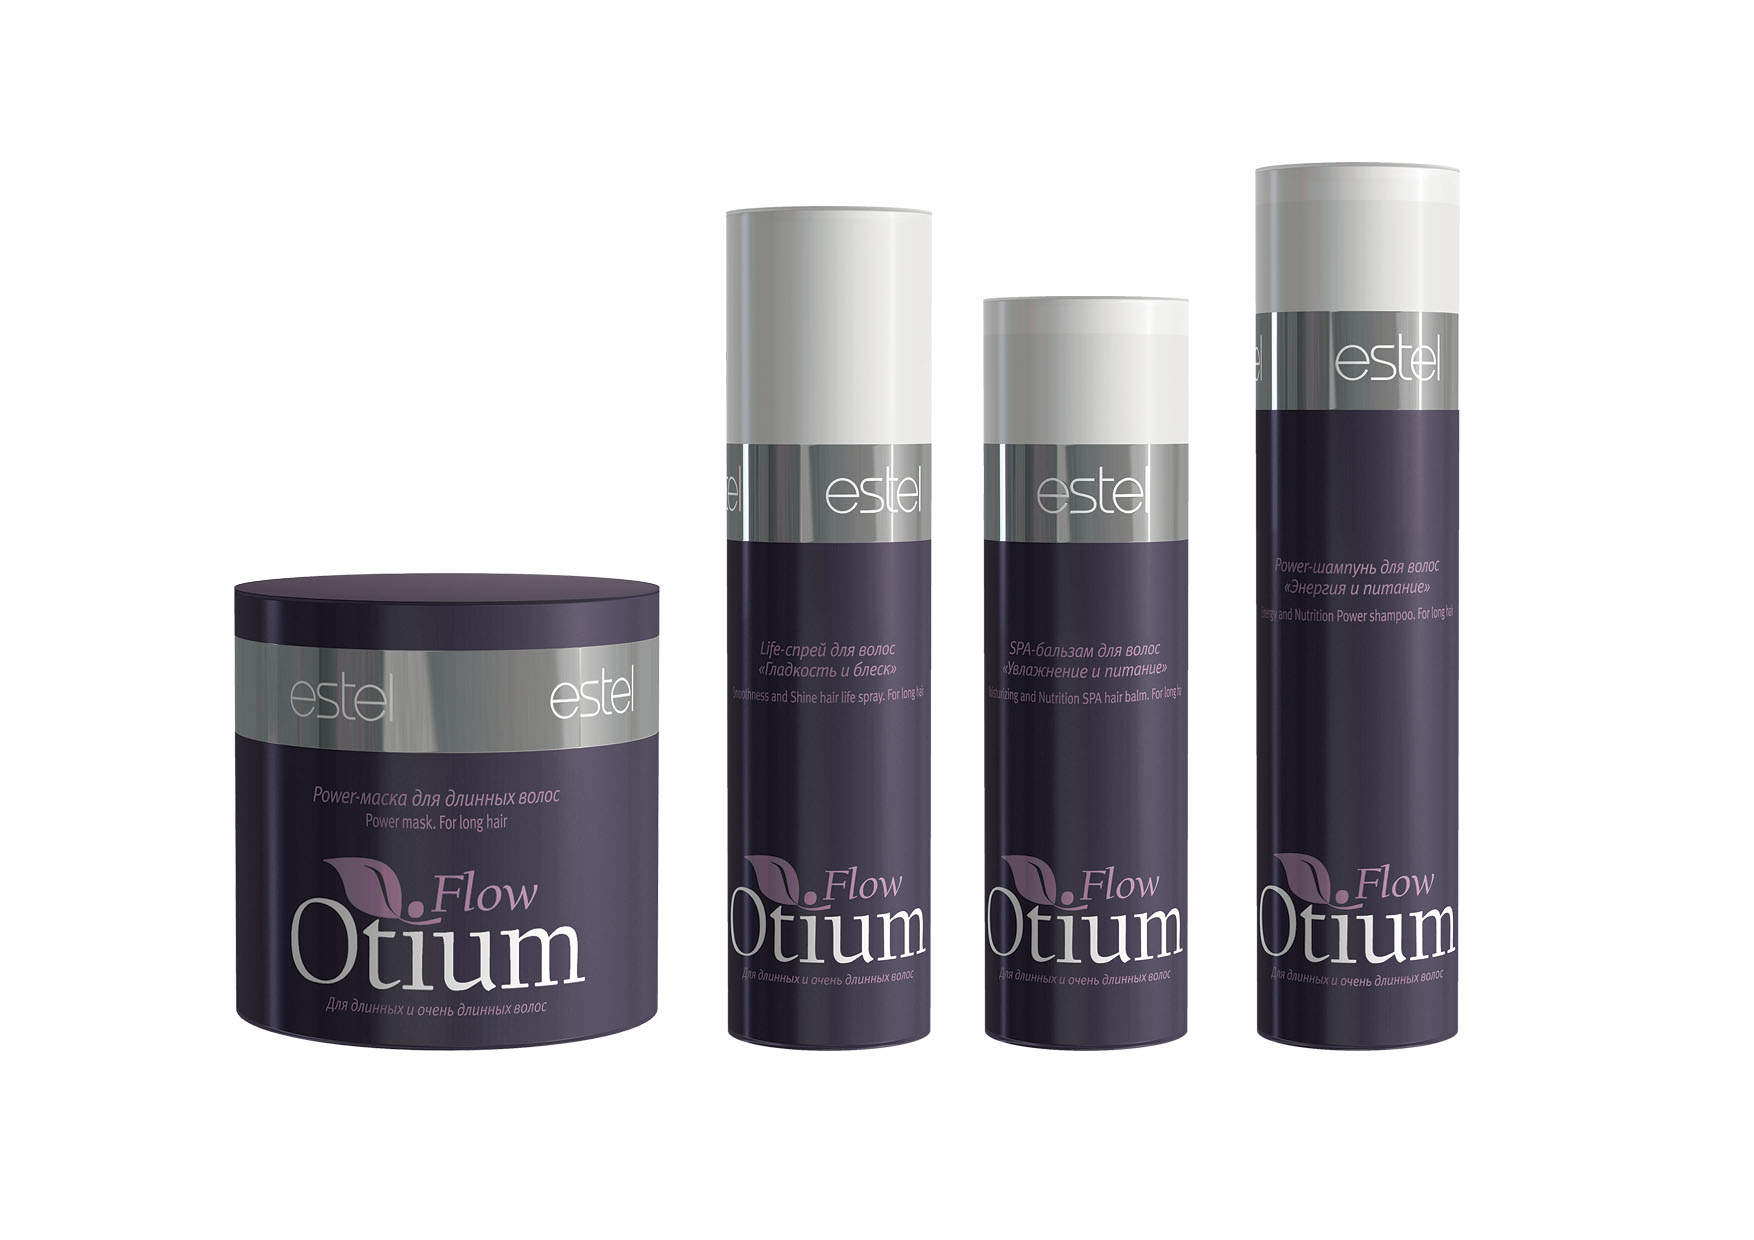 estel estel
Power-маска для длинных волос
Power mask. For long hair
Flow
Otium
Для длинных и очень длинных волос
estel
Life-спрей для волос
«Гладкость и блеск»
Smoothness and Shine hair life spray. For long hair
Flow
Otium
Для длинных и очень длинных волос
estel
SPA-бальзам для волос
«Увлажнение и питание»
and Nutrition SPA hair balm. For long
Flow
Otium
Для длинных и очень длинных волос
estel
Power-шампунь для волос
«Энергия и питание»
Energy and Nutrition Power shampoo. For long hair
Flow
Otium
Для длинных и очень длинных волос